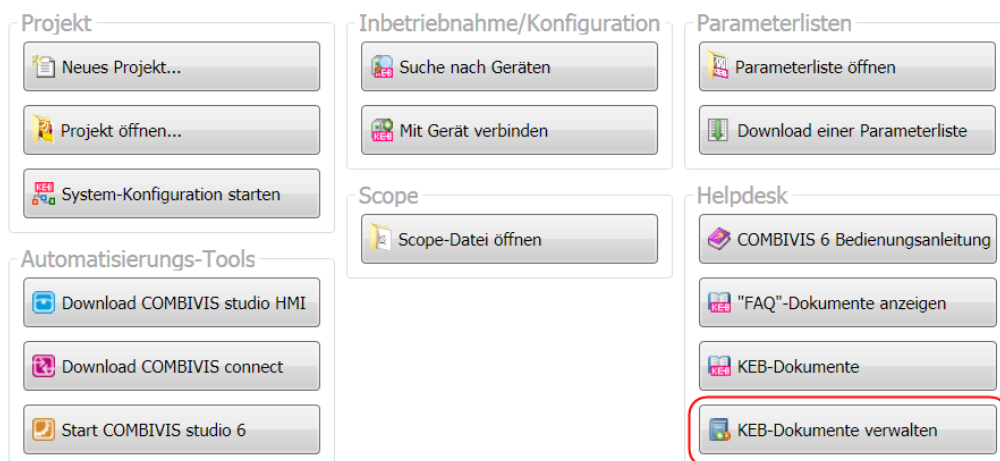 Projekt
Neues Projekt...
Projekt öffnen...
System-Konfiguration starten
Automatisierungs-Tools
Download COMBIVIS studio HMI
Download COMBIVIS connect
Start COMBIVIS studio 6
Inbetriebnahme/Konfiguration
Suche nach Geräten
Mit Gerät verbinden
Scope
Scope-Datei öffnen
Parameterlisten
Parameterliste öffnen
Download einer Parameterliste
Helpdesk
COMBIVIS 6 Bedienungsanleitung
"FAQ"-Dokumente anzeigen
KEB-Dokumente
KEB-Dokumente verwalten